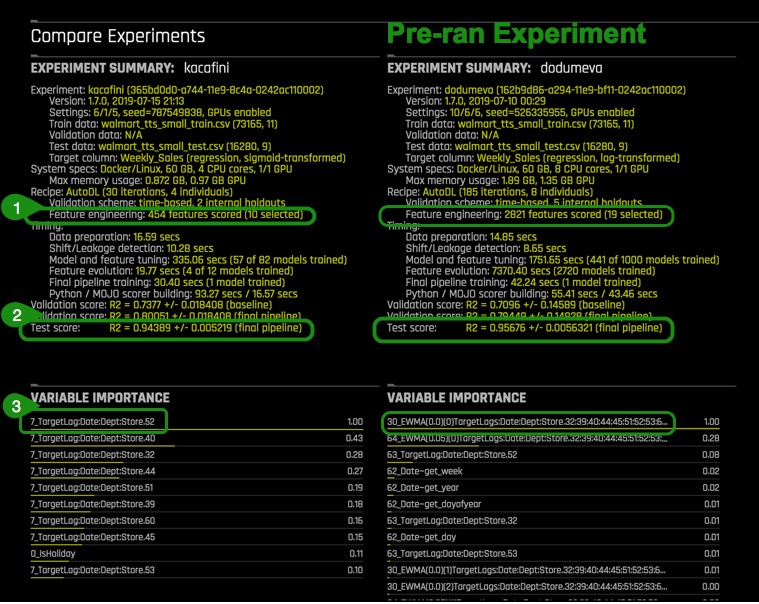 Compare Experiments
Pre-ran Experiment
EXPERIMENT SUMMARY: kacafini
Experiment: kacafini (365bd0d0-a744-11e9-8c4a-0242ac110002)
Version: 1.7.0, 2019-07-15 21:13
Settings: 6/1/5, seed=787549838, GPUs enabled
Train data: walmart_tts_small_train.csv (73165, 11)
Validation data: N/A
Test data: walmart_tts_small_test.csv (16280, 9)
Target column: Weekly_Sales (regression, sigmoid-transformed)
System specs: Docker/Linux, 60 GB, 4 CPU cores, 1/1 GPU
Max memory usage: 0.872 GB, 0.97 GB GPU
Recipe: AutoDL (30 iterations, 4 individuals)
Validation scheme: time-based, 2 internal holdouts
1
Feature engineering: 454 features scored (10 selected)
Timing:
Data preparation: 16.59 secs
Shift/Leakage detection: 10.28 secs
Model and feature tuning: 335.06 secs (57 of 82 models trained)
Feature evolution: 19.77 secs (4 of 12 models trained)
Final pipeline training: 30.40 secs (1 model trained)
Python / MOJO scorer building: 93.27 secs / 16.57 secs
Validation score: R2 = 0.7377 +/- 0.018408 (baseline)
2
Validation score: R2 = 0.80051 +/- 0.018408 (final pipeline)
Test score: R2 = 0.94389 +/- 0.005219 (final pipeline)
EXPERIMENT SUMMARY: dodumeva
Experiment: dodumeva (162b9d86-a294-11e9-bf11-0242ac110002)
Version: 1.7.0, 2019-07-10 00:29
Settings: 10/6/6, seed=526335955, GPUs enabled
Train data: walmart_tts_small_train.csv (73165, 11)
Validation data: N/A
Test data: walmart_tts_small_test.csv (16280, 9)
Target column: Weekly_Sales (regression, log-transformed)
System specs: Docker/Linux, 60 GB, 8 CPU cores, 1/1 GPU
Max memory usage: 1.89 GB, 1.35 GB GPU
Recipe: AutoDL (185 iterations, 8 individuals)
Validation scheme: time-based, 5 internal holdouts
Feature engineering: 2821 features scored (19 selected)
Timing:
Data preparation: 14.85 secs
Shift/Leakage detection: 8.65 secs
Model and feature tuning: 1751.65 secs (441 of 1000 models trained)
Feature evolution: 7370.40 secs (2720 models trained)
Final pipeline training: 42.24 secs (1 model trained)
Python / MOJO scorer building: 55.41 secs / 43.46 secs
Validation score: R2 = 0.7096 +/- 0.14589 (baseline)
Validation score: R2 = 0.79449 +/- 0.14928 (final pipeline)
Test score: R2 = 0.95676 +/- 0.0056321 (final pipeline)
3
VARIABLE IMPORTANCE
7_TargetLag:Date:Dept:Store.52 1.00
7_TargetLag:Date:Dept:Store.40 0.43
7_TargetLag:Date:Dept:Store.32 0.28
7_TargetLag:Date:Dept:Store.44 0.27
7_TargetLag:Date:Dept:Store.51 0.19
7_TargetLag:Date:Dept:Store.39 0.18
7_TargetLag:Date:Dept:Store.60 0.16
7_TargetLag:Date:Dept:Store.45 0.15
0_IsHoliday 0.11
7_TargetLag:Date:Dept:Store.53 0.10
VARIABLE IMPORTANCE
30_EWMA(0.0)(0)TargetLags:Date:Dept:Store.32:39:40:44:45:51:52:53:6... 1.00
64_EWMA(0.05)(0)TargetLags:Date:Dept:Store.32:39:40:44:45:51:52:53:... 0.28
63_TargetLag:Date:Dept:Store.52 0.08
62_Date~get_week 0.02
62_Date~get_year 0.02
62_Date~get_dayofyear 0.01
63_TargetLag:Date:Dept:Store.32 0.01
62_Date~get_day 0.01
63_TargetLag:Date:Dept:Store.53 0.01
30_EWMA(0.0)(1)TargetLags:Date:Dept:Store.32:39:40:44:45:51:52:53:6... 0.01
30_EWMA(0.0)(2)TargetLags:Date:Dept:Store.32:39:40:44:45:51:52:53:6... 0.00